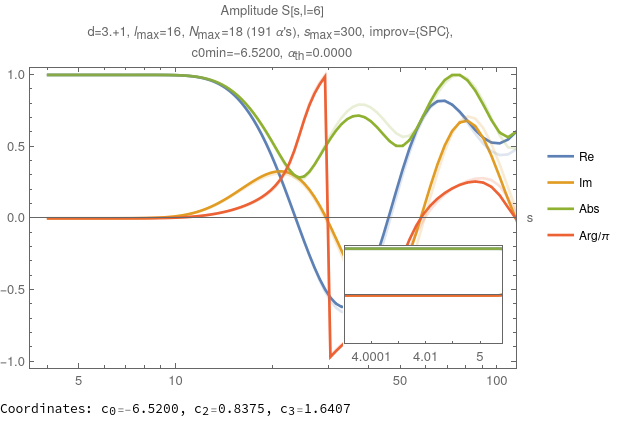 Amplitude S[s,l=6]
d=3.+1, lmax=16, Nmax=18 (191 α's), smax=300, improv={SPC},
c0min=-6.5200, αth=0.0000
1.0
0.5
0.0
-0.5
-1.0
5
10
50
100
s
Re
Im
Abs
Arg/π
4.0001
4.01
5
Coordinates: c0=-6.5200, c2=0.8375, c3=1.6407